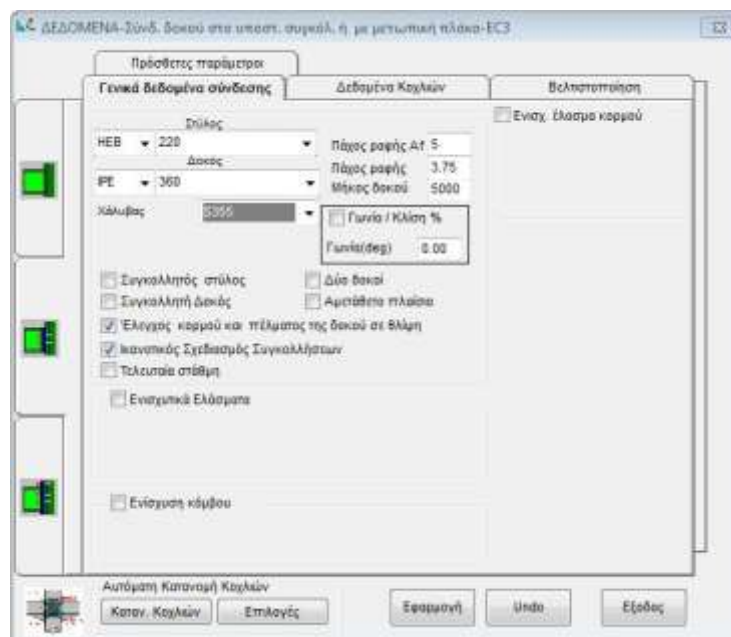 ΔΕΔΟΜΕΝΑ-Σύνδ. δοκού στο υποστ. συγκόλ. ή. με μετωπική πλάκα-EC3
Πρόσθετες παράμετροι
Γενικά δεδομένα σύνδεσης
Δεδομένα Κοχλιών
Βελτιστοποίηση
Στύλος
HEB 220
Δοκός
IPE 360
Χάλυβας S355
Πάχος ραφής Af 5
Πάχος ραφής 3.75
Μήκος δοκού 5000
Γωνία / Κλίση %
Γωνία(deg) 0.00
Ενισχ. έλασμα κορμού
Συγκολλητός στύλος
Δύο δοκοί
Συγκολλητή Δοκός
Αμετάθετο πλαίσιο
Έλεγχος κορμού και πέλματος της δοκού σε θλίψη
Ικανοτικός Σχεδιασμός Συγκολλήσεων
Τελευταία στάθμη
Ενισχυτικά Ελάσματα
Ενίσχυση κόμβου
Αυτόματη Κατανομή Κοχλιών
Καταν. Κοχλιών
Επιλογές
Εφαρμογή
Undo
Εξοδος